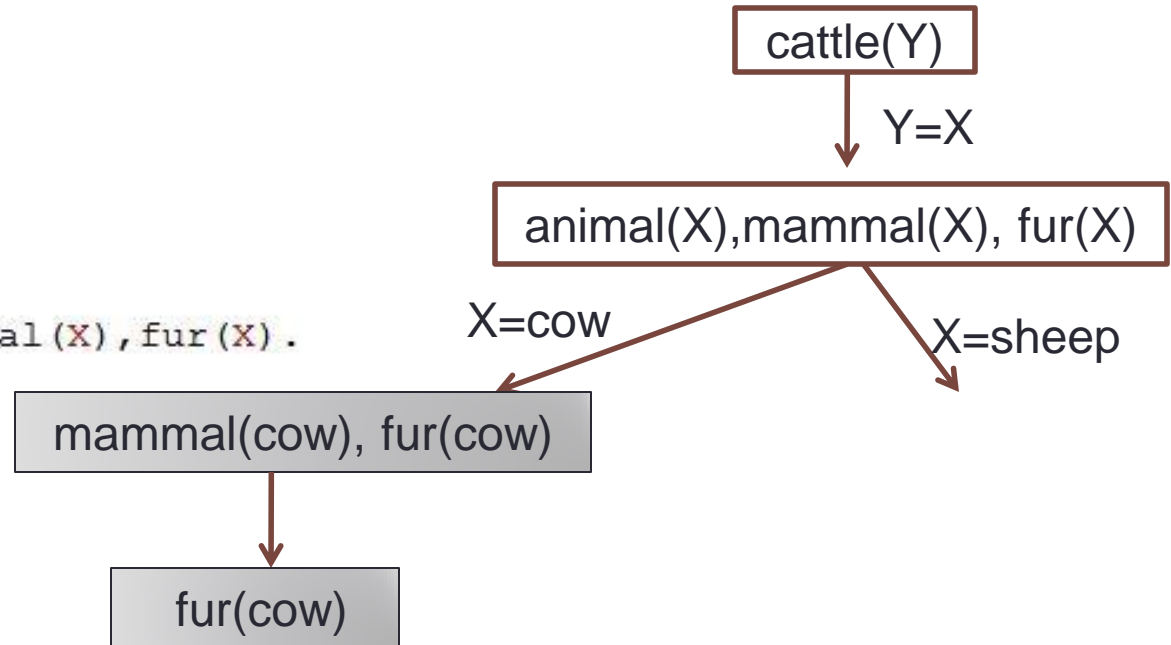 cattle(Y)
Y=X
animal(X),mammal(X), fur(X)
X=cow
X=sheep
al(X),fur(X).
mammal(cow), fur(cow)
fur(cow)